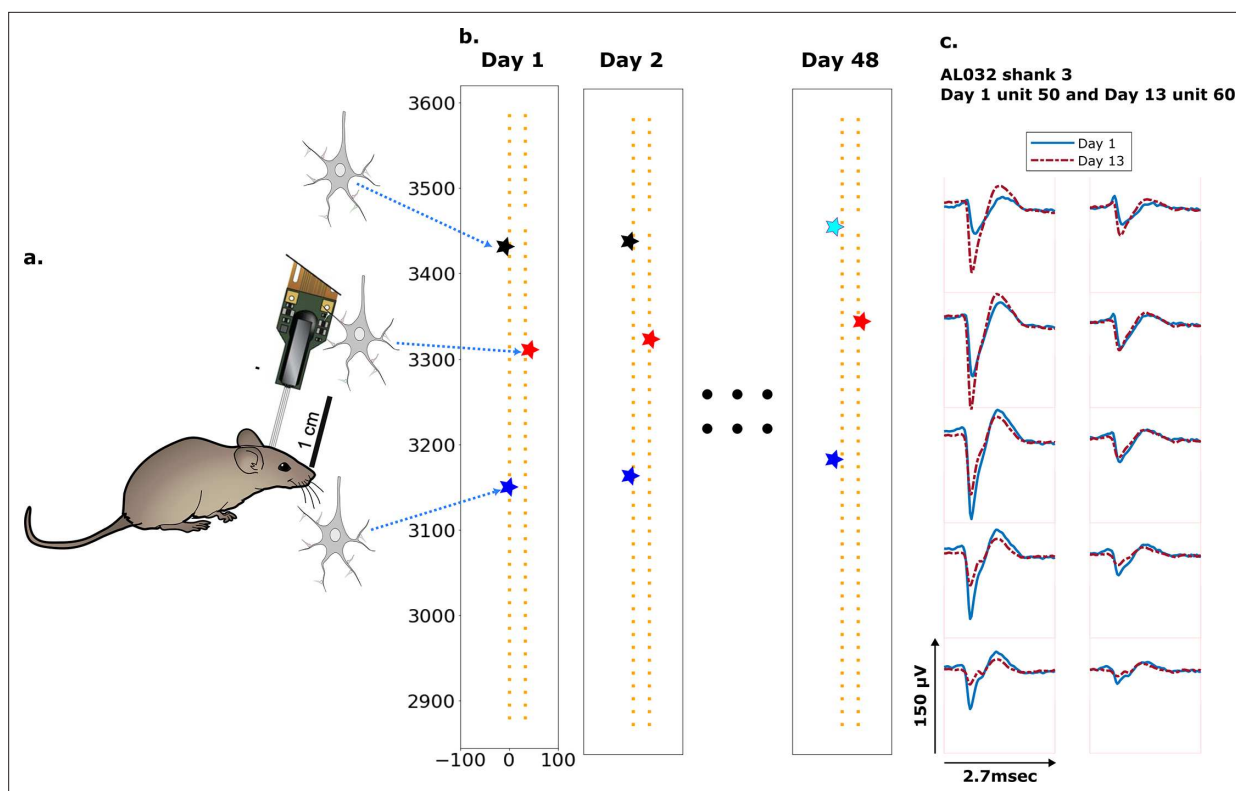 a.
1 cm
b.
Day 1
Day 2
Day 48
3600
3500
3400
3300
3200
3100
3000
2900
−100 0 100
c.
AL032 shank 3
Day 1 unit 50 and Day 13 unit 60
Day 1
Day 13
150 µV
2.7msec